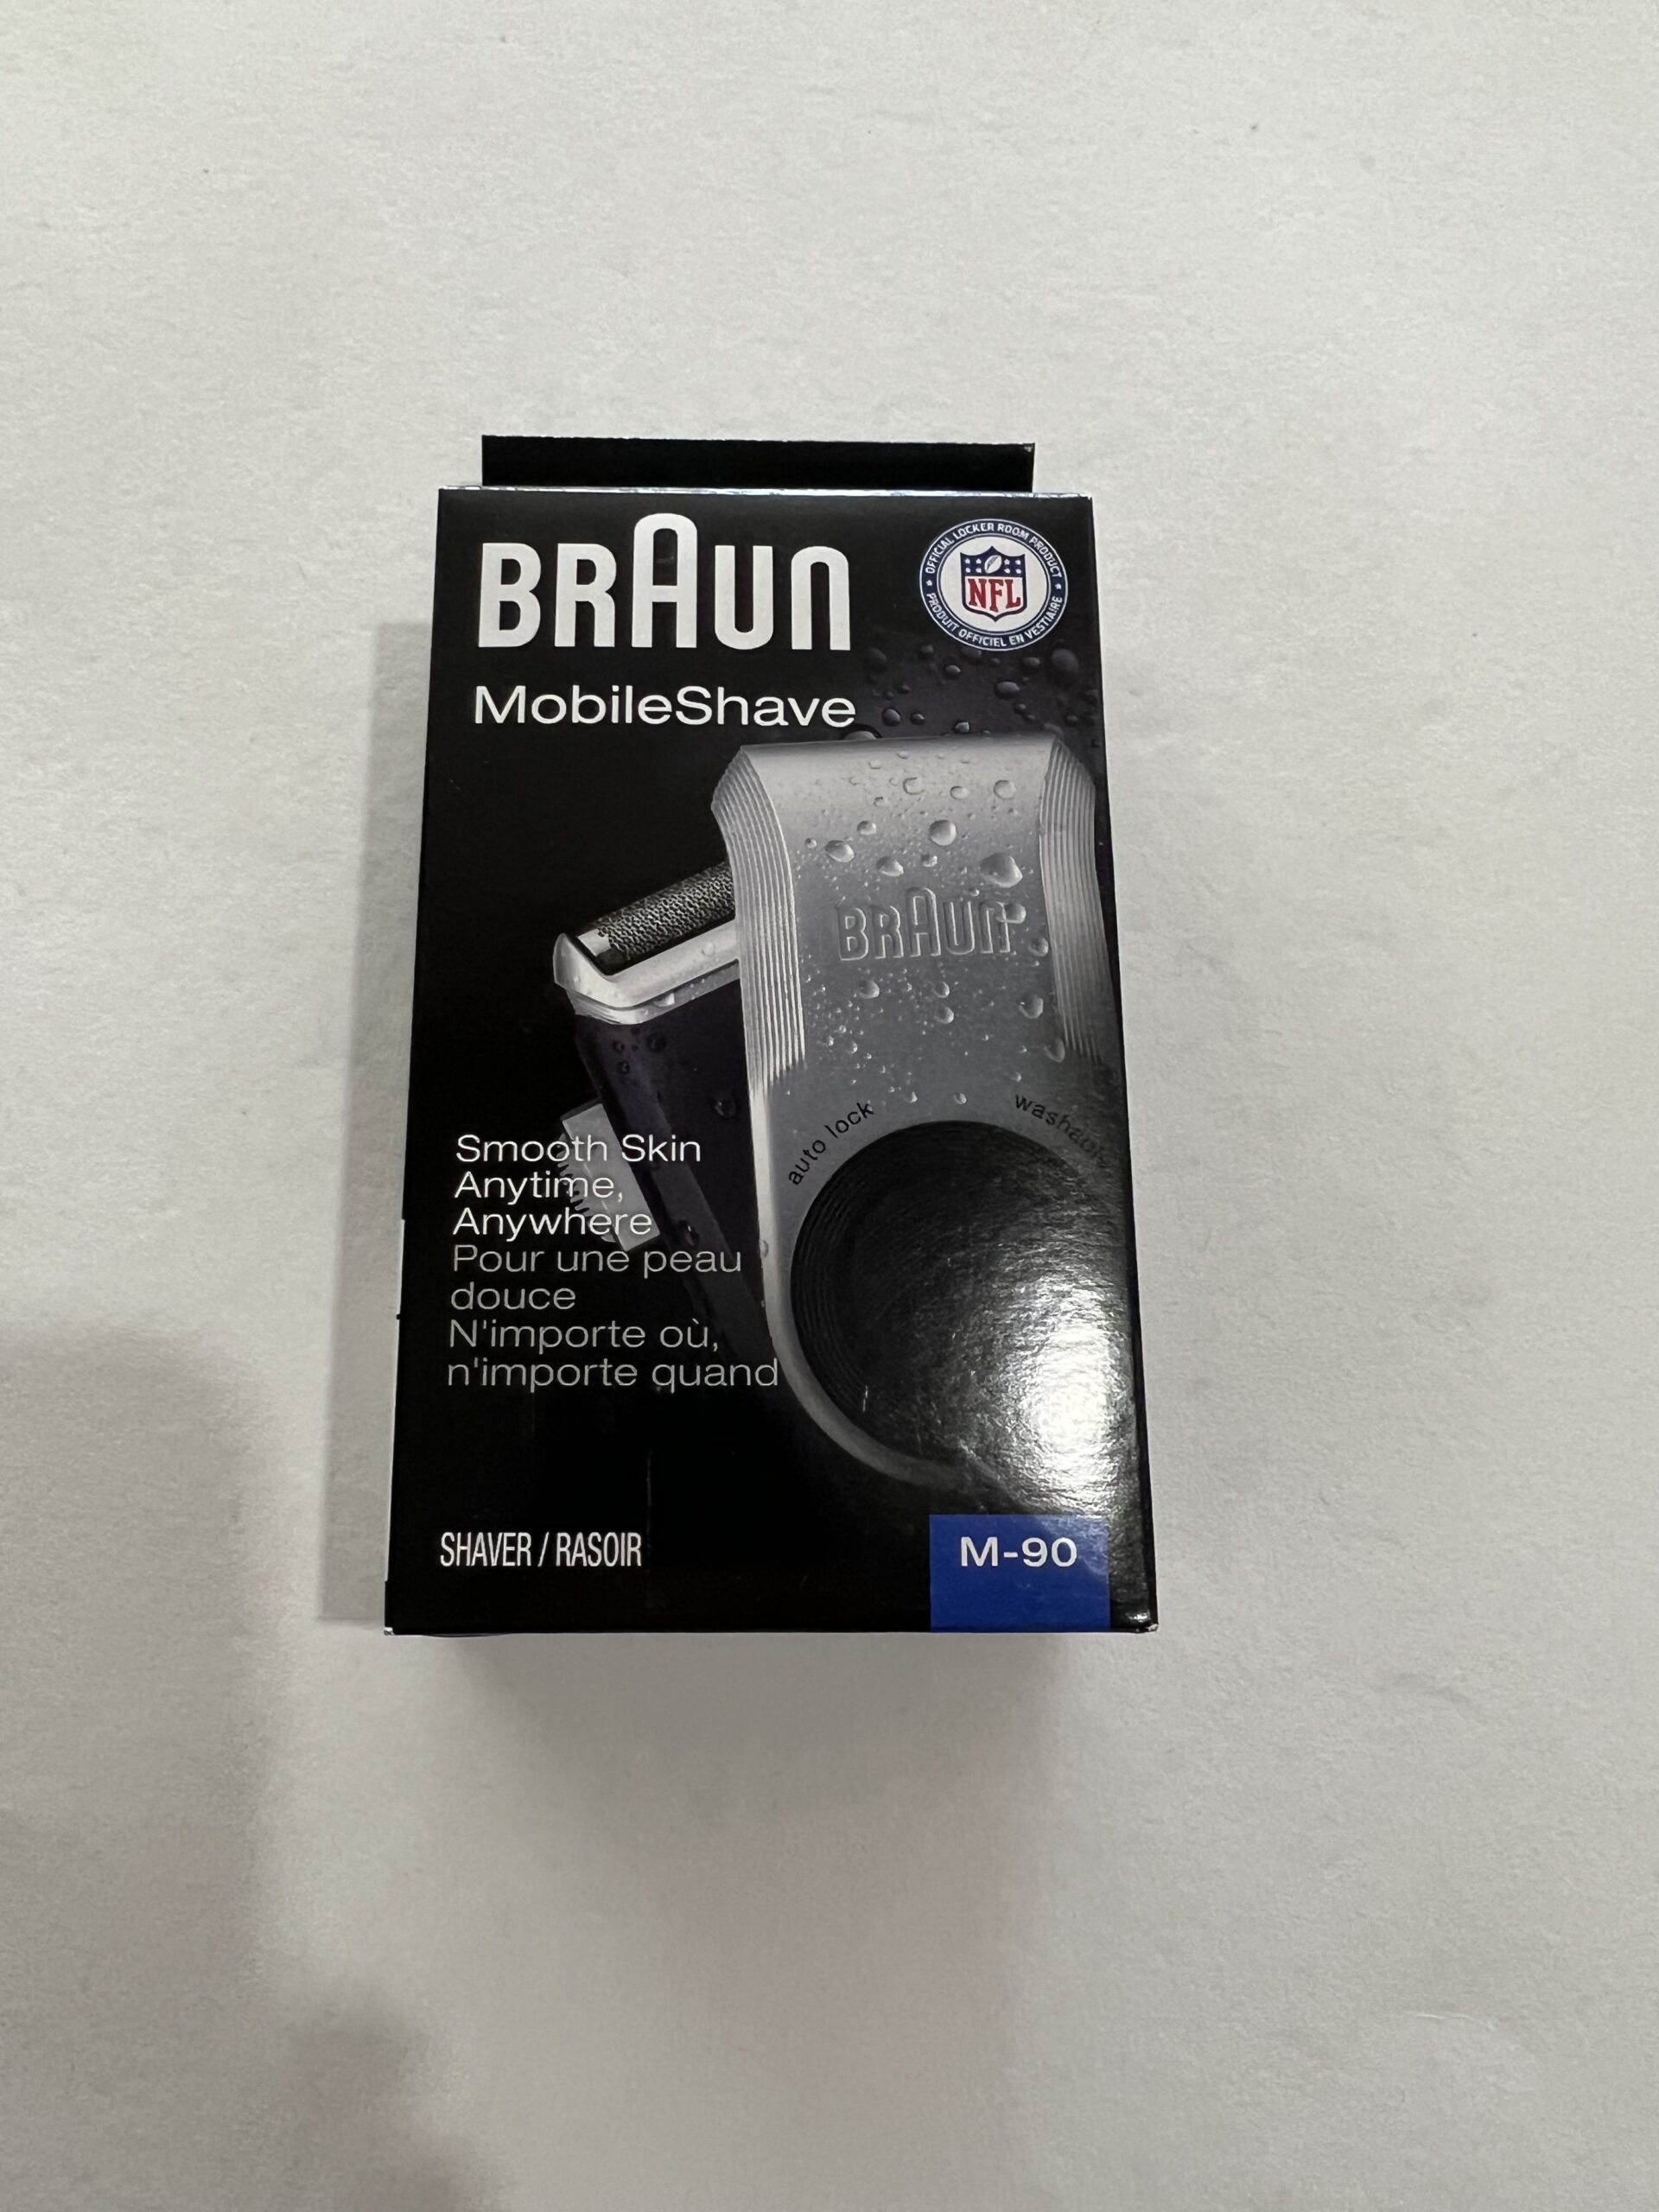 BRAUN
OFFICIAL LOCKER ROOM PRODUCT
NFL
PRODUIT OFFICIEL EN VESTIAIRE
MobileShave
BRAUN
auto lock
washable
Smooth Skin
Anytime,
Anywhere
Pour une peau
douce
N'importe où,
n'importe quand
SHAVER / RASOIR
M-90